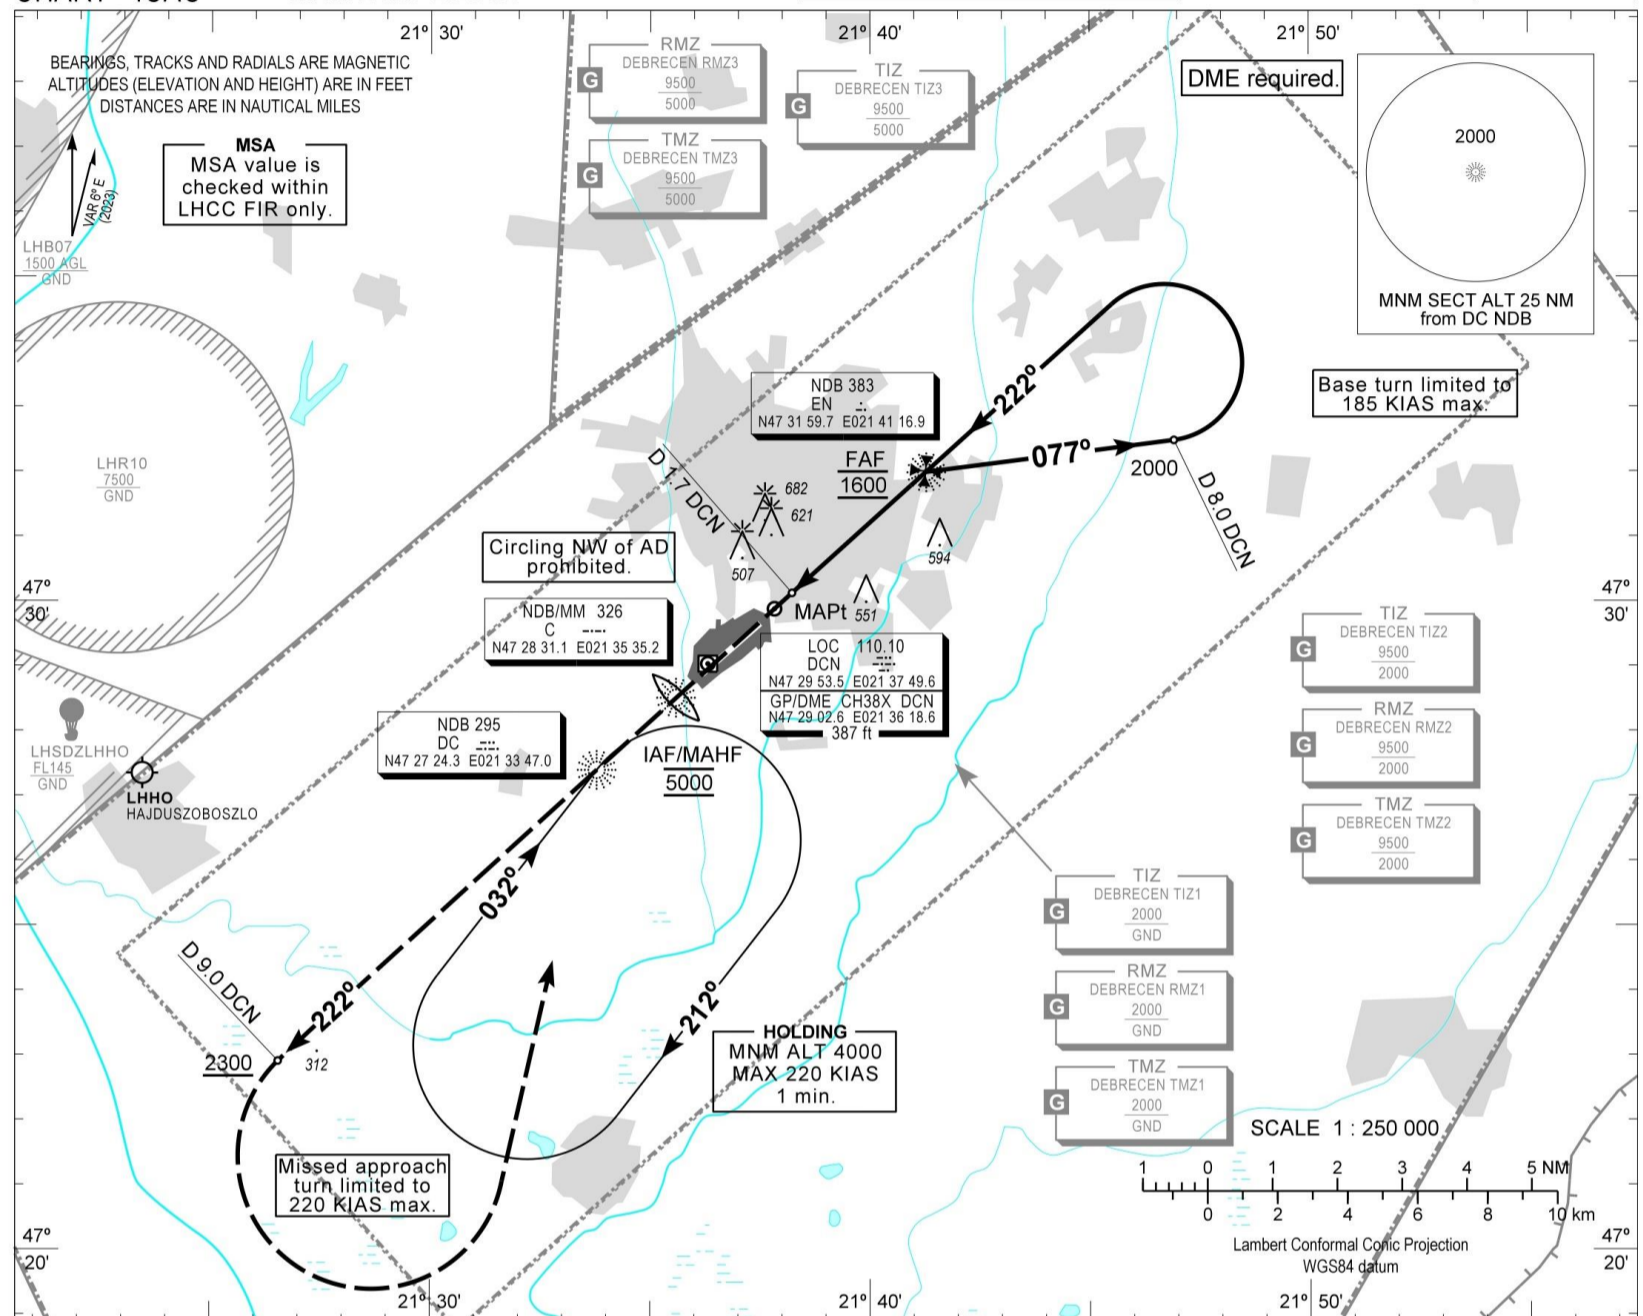 21° 30'
21° 40'
21° 50'
BEARINGS, TRACKS AND RADIALS ARE MAGNETIC
ALTITUDES (ELEVATION AND HEIGHT) ARE IN FEET
DISTANCES ARE IN NAUTICAL MILES
MSA
MSA value is
checked within
LHCC FIR only.
VAR 6° E
(2023)
RMZ
G
DEBRECEN RMZ3
9500
5000
TMZ
G
DEBRECEN TMZ3
9500
5000
TIZ
G
DEBRECEN TIZ3
9500
5000
DME required.
2000
MNM SECT ALT 25 NM
from DC NDB
LHB07
1500 AGL
GND
LHR10
7500
GND
Base turn limited to
185 KIAS max.
NDB 383
EN
N47 31 59.7 E021 41 16.9
222°
077°
FAF
1600
2000
D 8.0 DCN
D 1.7 DCN
682
621
507
594
551
Circling NW of AD
prohibited.
47°
30'
47°
30'
NDB/MM 326
C
N47 28 31.1 E021 35 35.2
MAPt
LOC 110.10
DCN
N47 29 53.5 E021 37 49.6
GP/DME CH38X DCN
N47 29 02.6 E021 36 18.6
387 ft
NDB 295
DC
N47 27 24.3 E021 33 47.0
IAF/MAHF
5000
LHSDZLHHO
FL145
GND
LHHO
HAJDUSZOBOSZLO
TIZ
G
DEBRECEN TIZ2
9500
2000
RMZ
G
DEBRECEN RMZ2
9500
2000
TMZ
G
DEBRECEN TMZ2
9500
2000
032°
212°
TIZ
G
DEBRECEN TIZ1
2000
GND
RMZ
G
DEBRECEN RMZ1
2000
GND
TMZ
G
DEBRECEN TMZ1
2000
GND
D 9.0 DCN
222°
2300
312
HOLDING
MNM ALT 4000
MAX 220 KIAS
1 min.
Missed approach
turn limited to
220 KIAS max.
SCALE 1 : 250 000
1 0 1 2 3 4 5 NM
0 2 4 6 8 10 km
Lambert Conformal Conic Projection
WGS84 datum
47°
20'
47°
20'
21° 30'
21° 40'
21° 50'